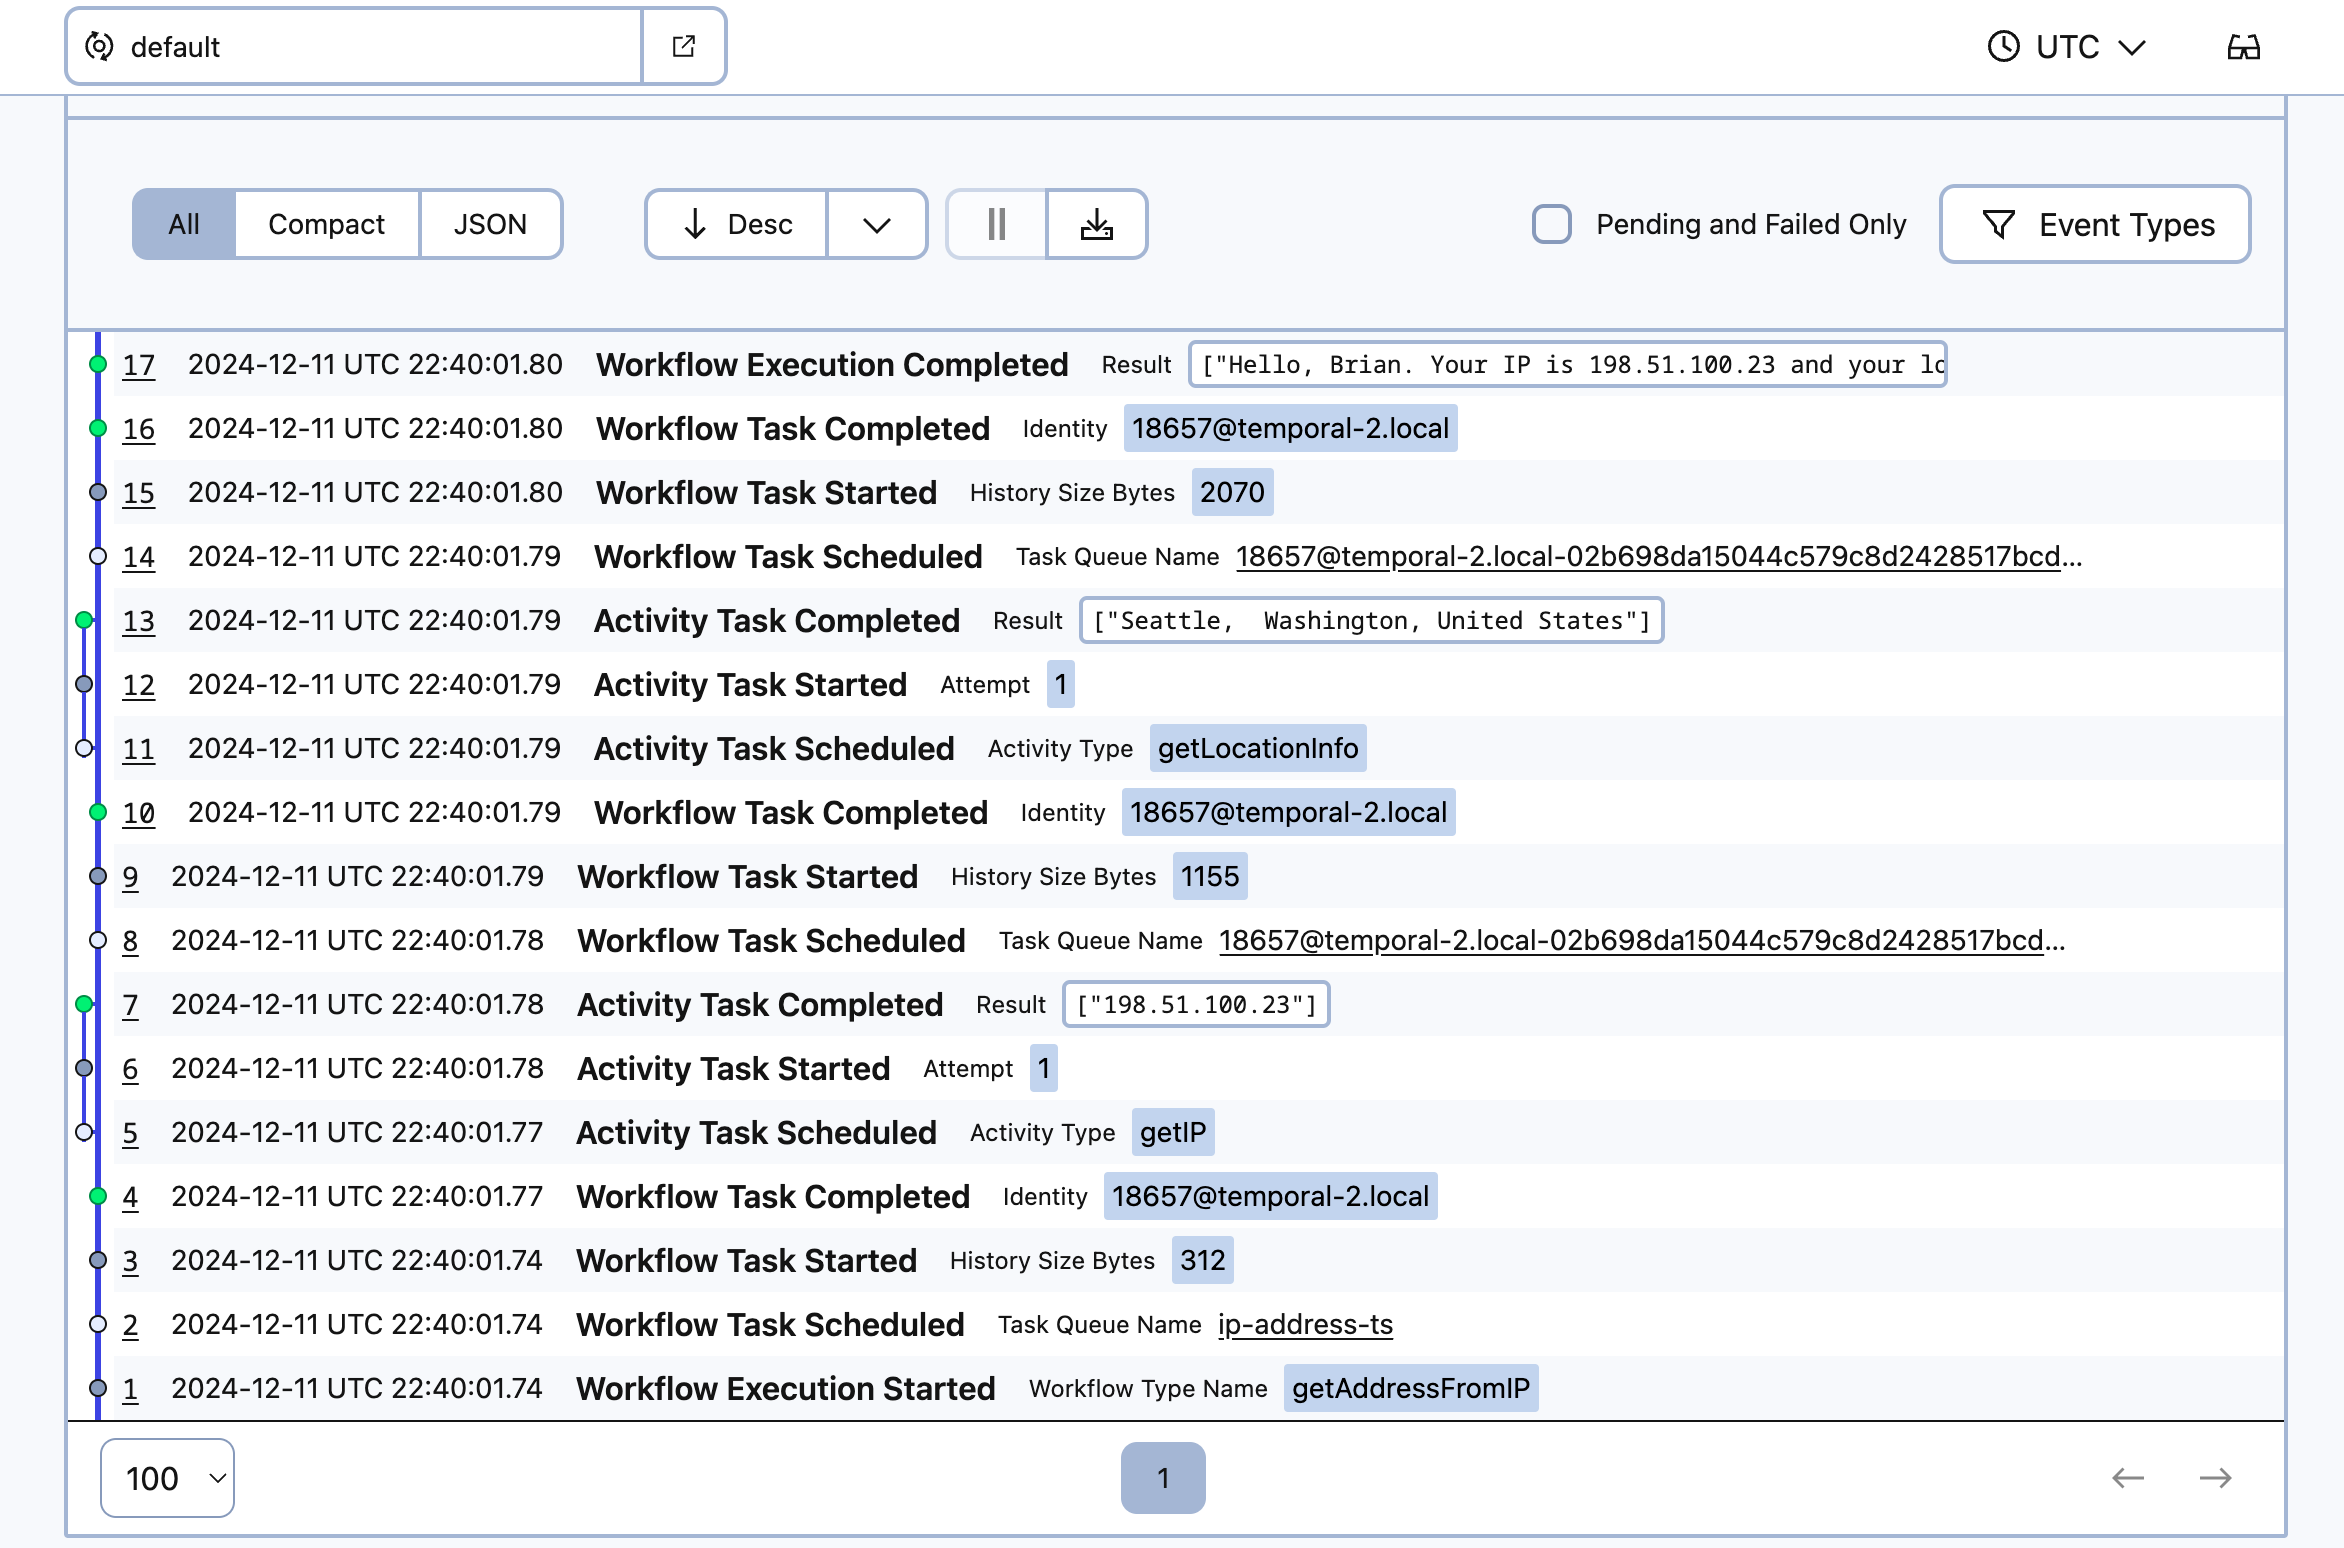 default UTC
All Compact JSON Desc Pending and Failed Only Event Types
17 2024-12-11 UTC 22:40:01.80 Workflow Execution Completed Result ["Hello, Brian. Your IP is 198.51.100.23 and your lo
16 2024-12-11 UTC 22:40:01.80 Workflow Task Completed Identity 18657@temporal-2.local
15 2024-12-11 UTC 22:40:01.80 Workflow Task Started History Size Bytes 2070
14 2024-12-11 UTC 22:40:01.79 Workflow Task Scheduled Task Queue Name 18657@temporal-2.local-02b698da15044c579c8d2428517bcd...
13 2024-12-11 UTC 22:40:01.79 Activity Task Completed Result ["Seattle,  Washington, United States"]
12 2024-12-11 UTC 22:40:01.79 Activity Task Started Attempt 1
11 2024-12-11 UTC 22:40:01.79 Activity Task Scheduled Activity Type getLocationInfo
10 2024-12-11 UTC 22:40:01.79 Workflow Task Completed Identity 18657@temporal-2.local
9 2024-12-11 UTC 22:40:01.79 Workflow Task Started History Size Bytes 1155
8 2024-12-11 UTC 22:40:01.78 Workflow Task Scheduled Task Queue Name 18657@temporal-2.local-02b698da15044c579c8d2428517bcd...
7 2024-12-11 UTC 22:40:01.78 Activity Task Completed Result ["198.51.100.23"]
6 2024-12-11 UTC 22:40:01.78 Activity Task Started Attempt 1
5 2024-12-11 UTC 22:40:01.77 Activity Task Scheduled Activity Type getIP
4 2024-12-11 UTC 22:40:01.77 Workflow Task Completed Identity 18657@temporal-2.local
3 2024-12-11 UTC 22:40:01.74 Workflow Task Started History Size Bytes 312
2 2024-12-11 UTC 22:40:01.74 Workflow Task Scheduled Task Queue Name ip-address-ts
1 2024-12-11 UTC 22:40:01.74 Workflow Execution Started Workflow Type Name getAddressFromIP
100 1